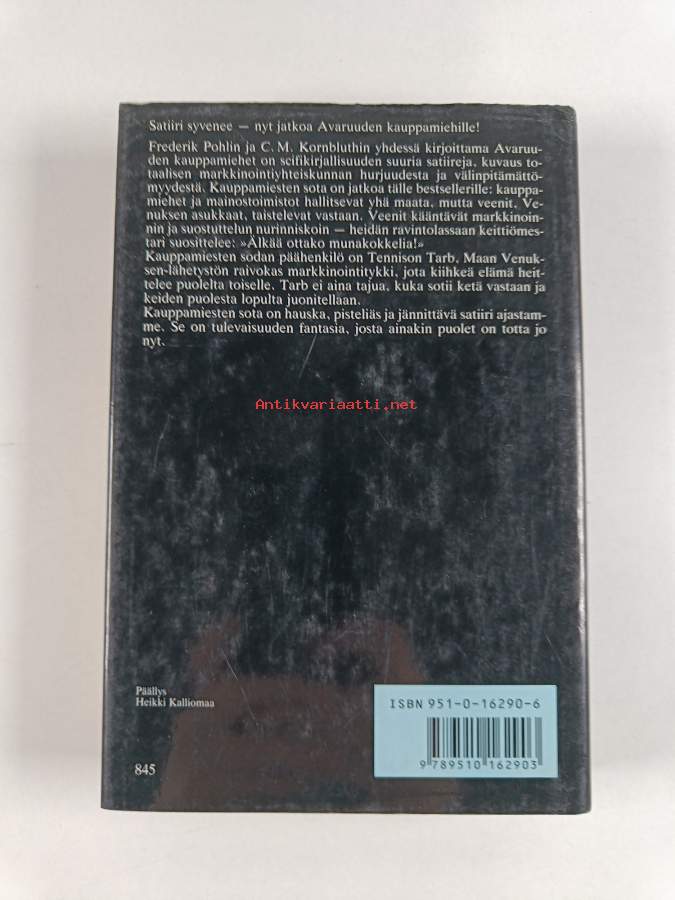 Satiiri syvenee — nyt jatkoa Avaruuden kauppamiehille!
Frederik Pohlin ja C. M. Kornbluthin yhdessä kirjoittama Avaruu-
den kauppamiehet on scifikirjallisuuden suuria satiireja, kuvaus to-
taalisen markkinointiyhteiskunnan hurjuudesta ja välinpitämättö-
myydestä. Kauppamiesten sota on jatkoa tälle bestsellerille: kauppa-
miehet ja mainostoimistot hallitsevat yhä maata, mutta veenit, Ve-
nuksen asukkaat, taistelevat vastaan. Veenit kääntävät markkinoin-
nin ja suostuttelun nurinniskoin — heidän ravintolassaan keittiömes-
tari suosittelee: »Älkää ottako munakokkelia!»
Kauppamiesten sodan päähenkilö on Tennison Tarb, Maan Venuk-
sen-lähetystön raivokas markkinointitykki, jota kiihkeä elämä heit-
telee puolelta toiselle. Tarb ei aina tajua, kuka sotii ketä vastaan ja
keiden puolesta lopulta juonitellaan.
Kauppamiesten sota on hauska, pisteliäs ja jännittävä satiiri ajastam-
me. Se on tulevaisuuden fantasia, josta ainakin puolet on totta jo
nyt.
Antikvariaatti.net
Päällys
Heikki Kalliomaa
845
ISBN 951-0-16290-6
9 789510 162903